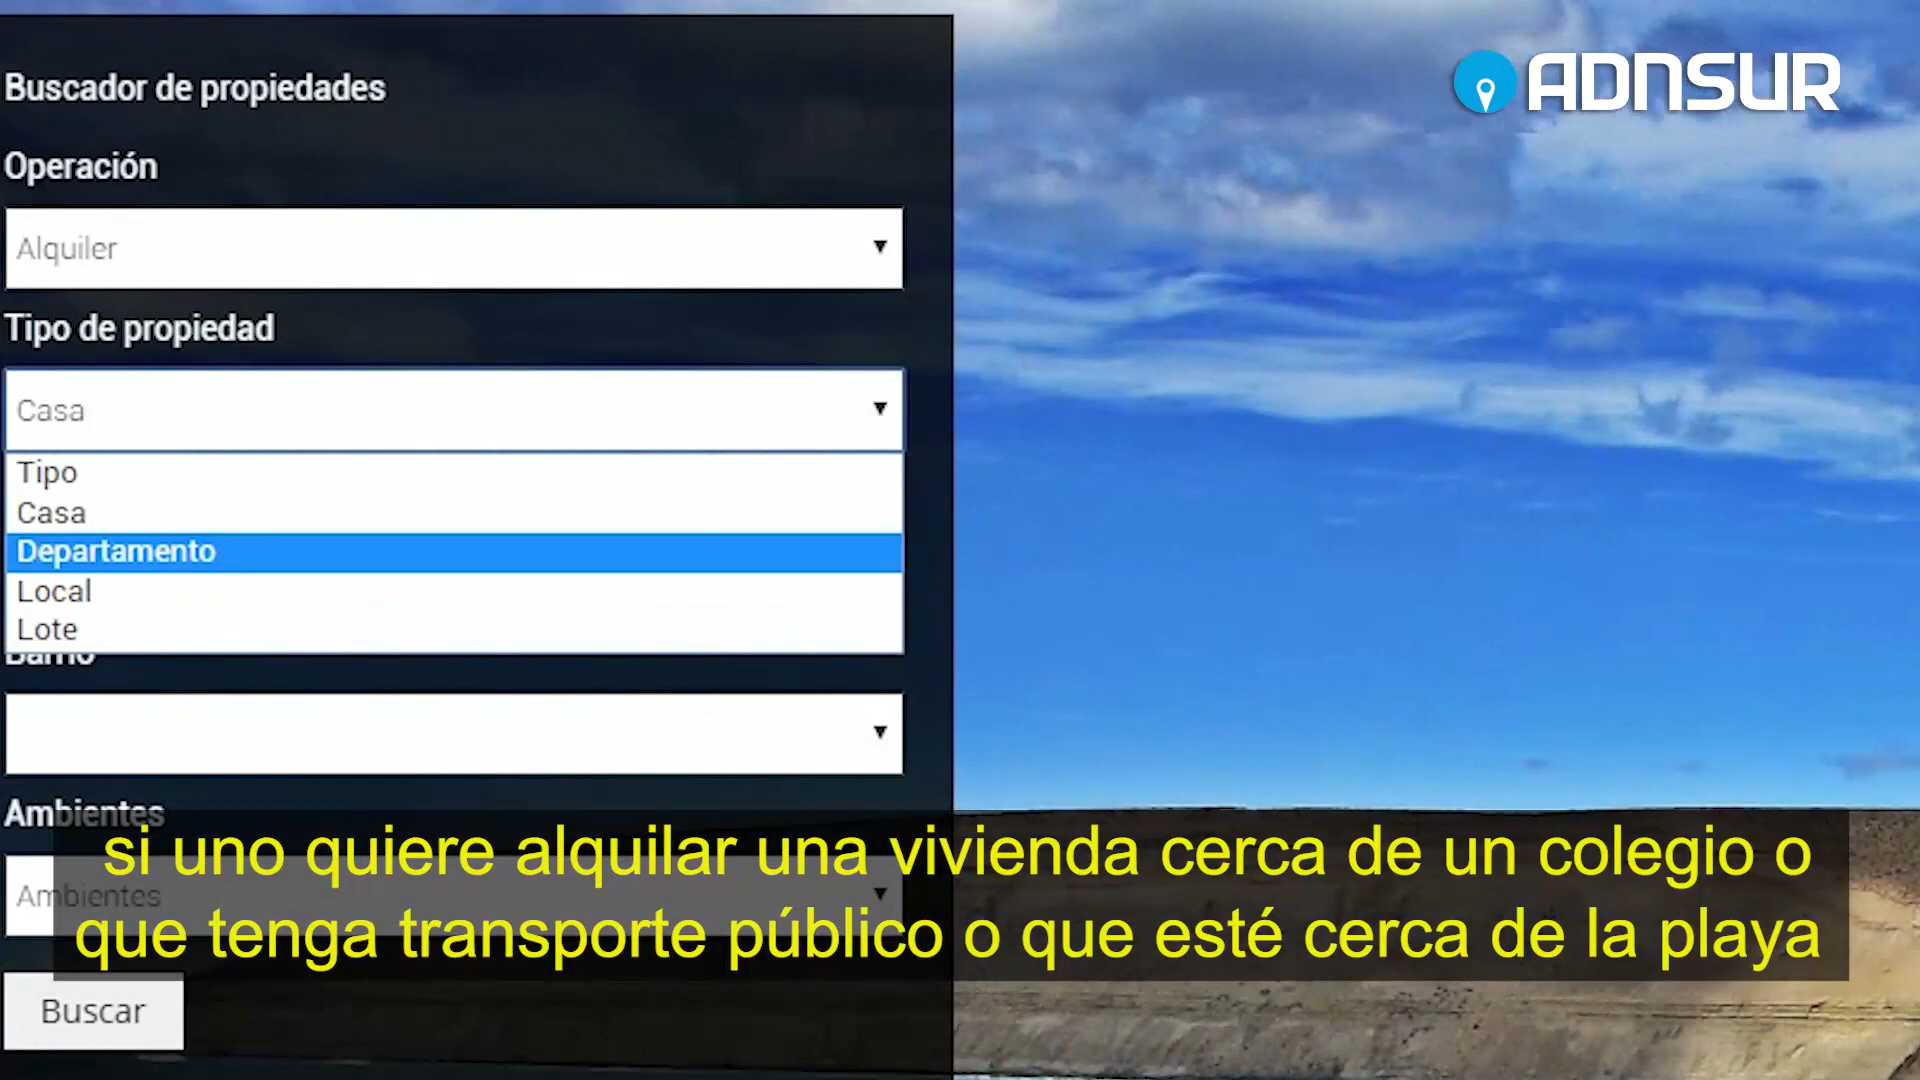 ADNSUR
Buscador de propiedades
Operación
Alquiler
Tipo de propiedad
Casa
Tipo
Casa
Departamento
Local
Lote
Barrio
Ambientes
Ambientes
si uno quiere alquilar una vivienda cerca de un colegio o
que tenga transporte público o que esté cerca de la playa
Buscar